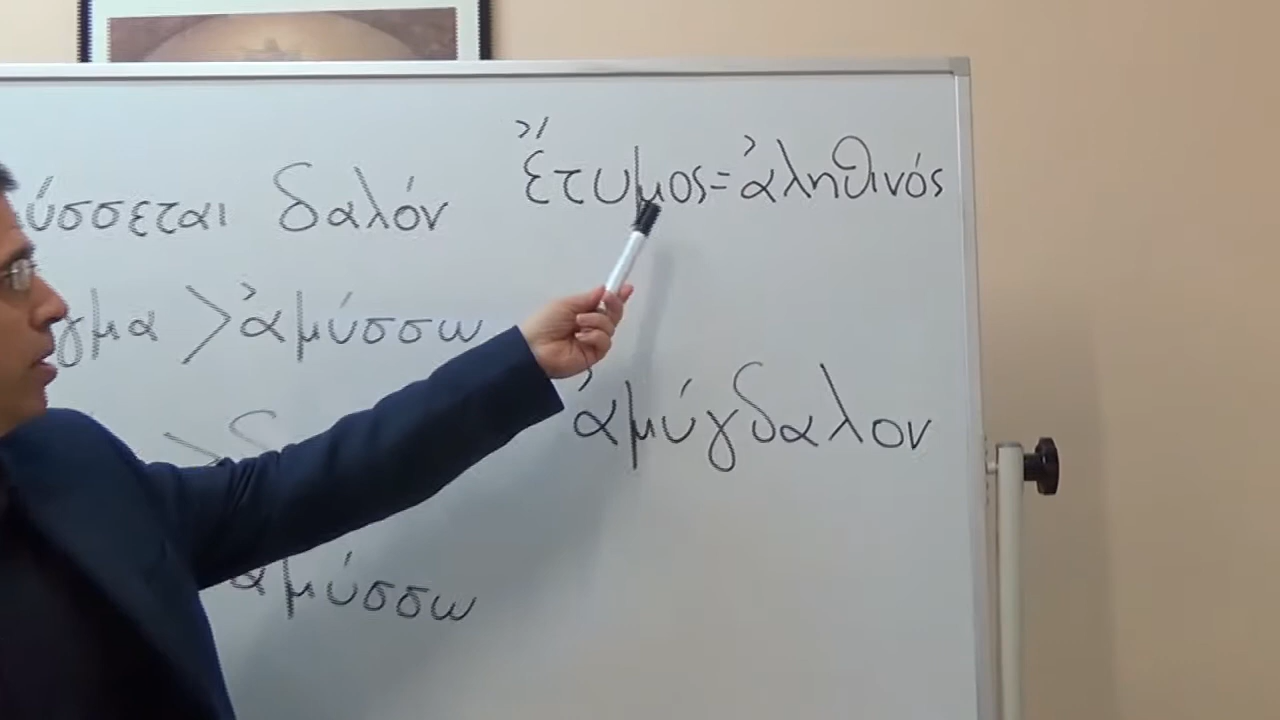 ύσσεται δαλόν
ἔτυμος=ἀληθινός
γμα > ἀμύσσω
ἀμύγδαλον
> δ
ἀμύσσω